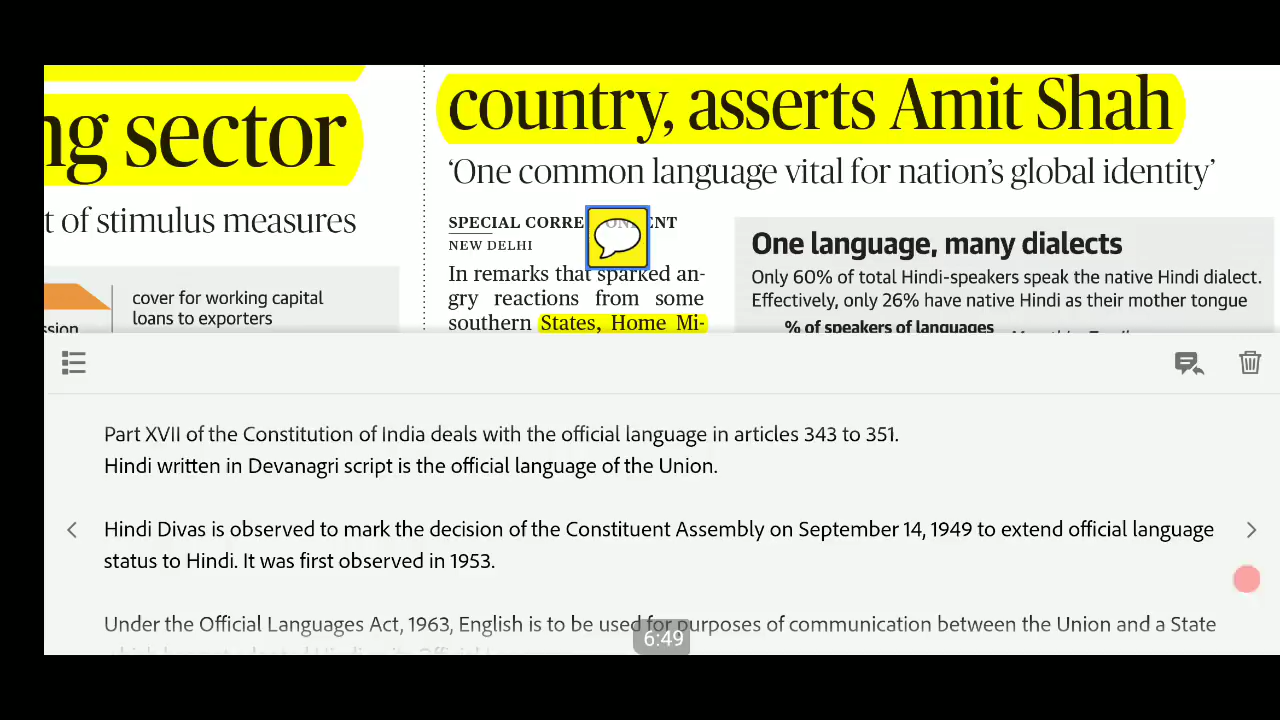 ng sector
t of stimulus measures
cover for working capital
loans to exporters
ssion
country, asserts Amit Shah
‘One common language vital for nation’s global identity’
SPECIAL CORRESPONDENT
NEW DELHI
In remarks that sparked an-
gry reactions from some
southern States, Home Mi-
One language, many dialects
Only 60% of total Hindi-speakers speak the native Hindi dialect.
Effectively, only 26% have native Hindi as their mother tongue
% of speakers of languages
Part XVII of the Constitution of India deals with the official language in articles 343 to 351.
Hindi written in Devanagri script is the official language of the Union.
Hindi Divas is observed to mark the decision of the Constituent Assembly on September 14, 1949 to extend official language
status to Hindi. It was first observed in 1953.
Under the Official Languages Act, 1963, English is to be used for purposes of communication between the Union and a State
6:49